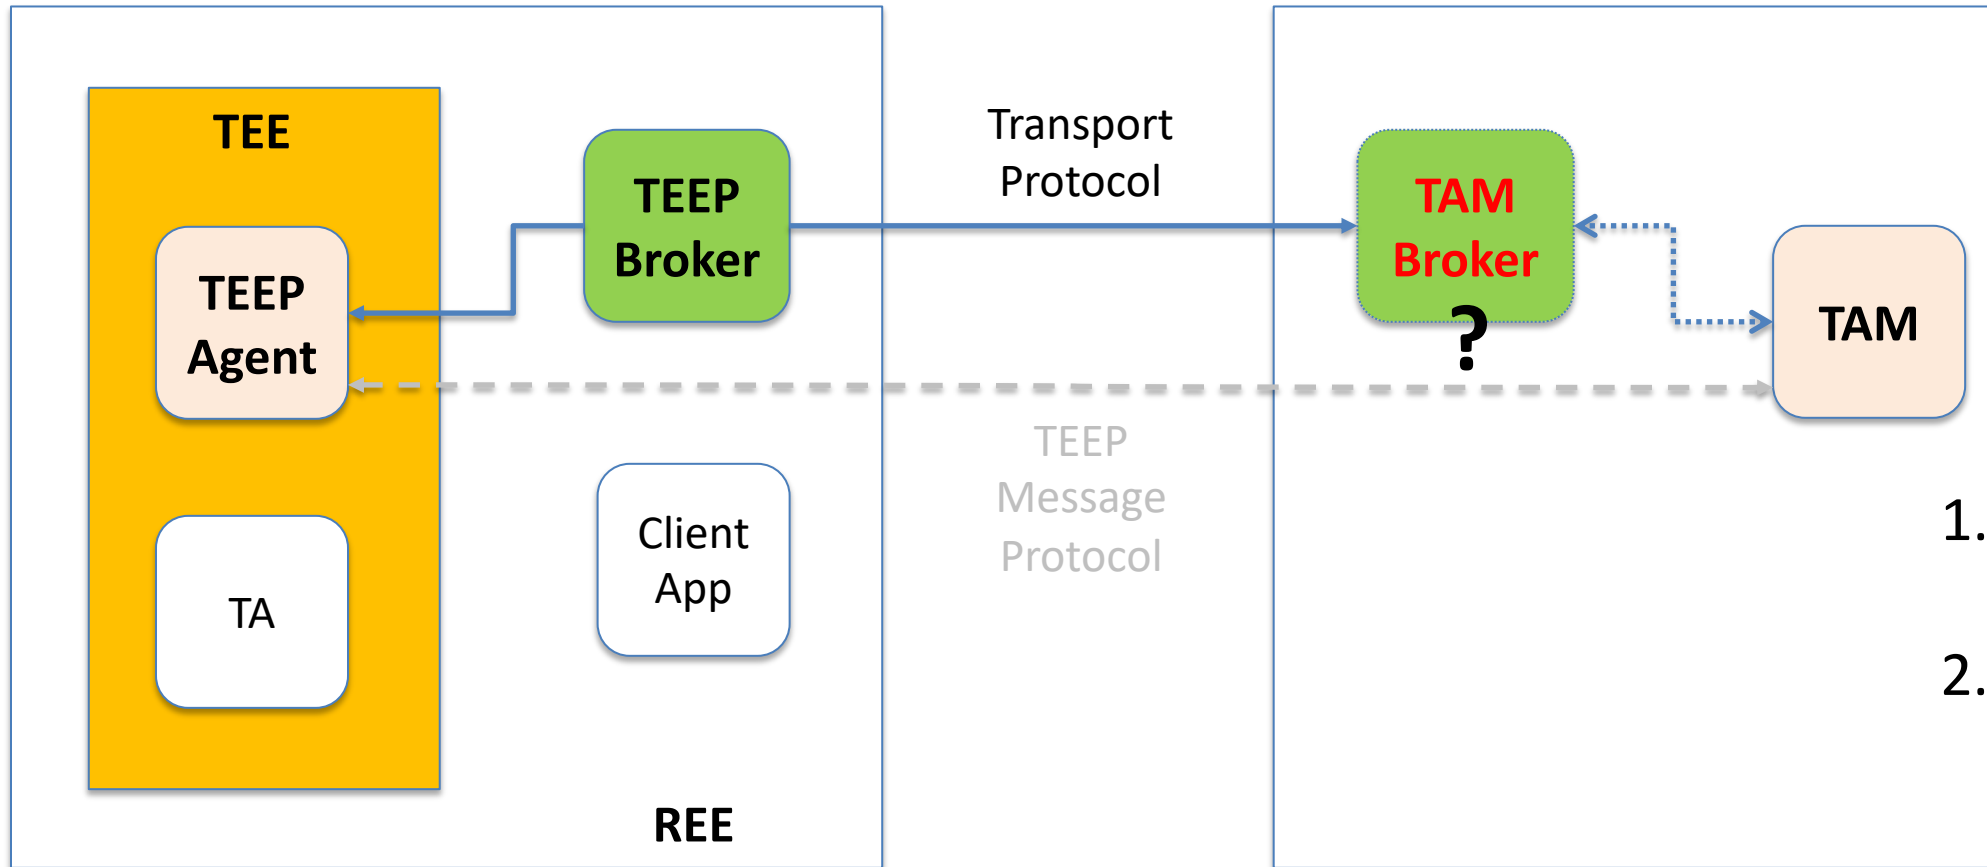 TEE
TEEP
Agent
TA
TEEP
Broker
Client
App
REE
Transport
Protocol
TEEP
Message
Protocol
TAM
Broker
?
TAM
1.
2.